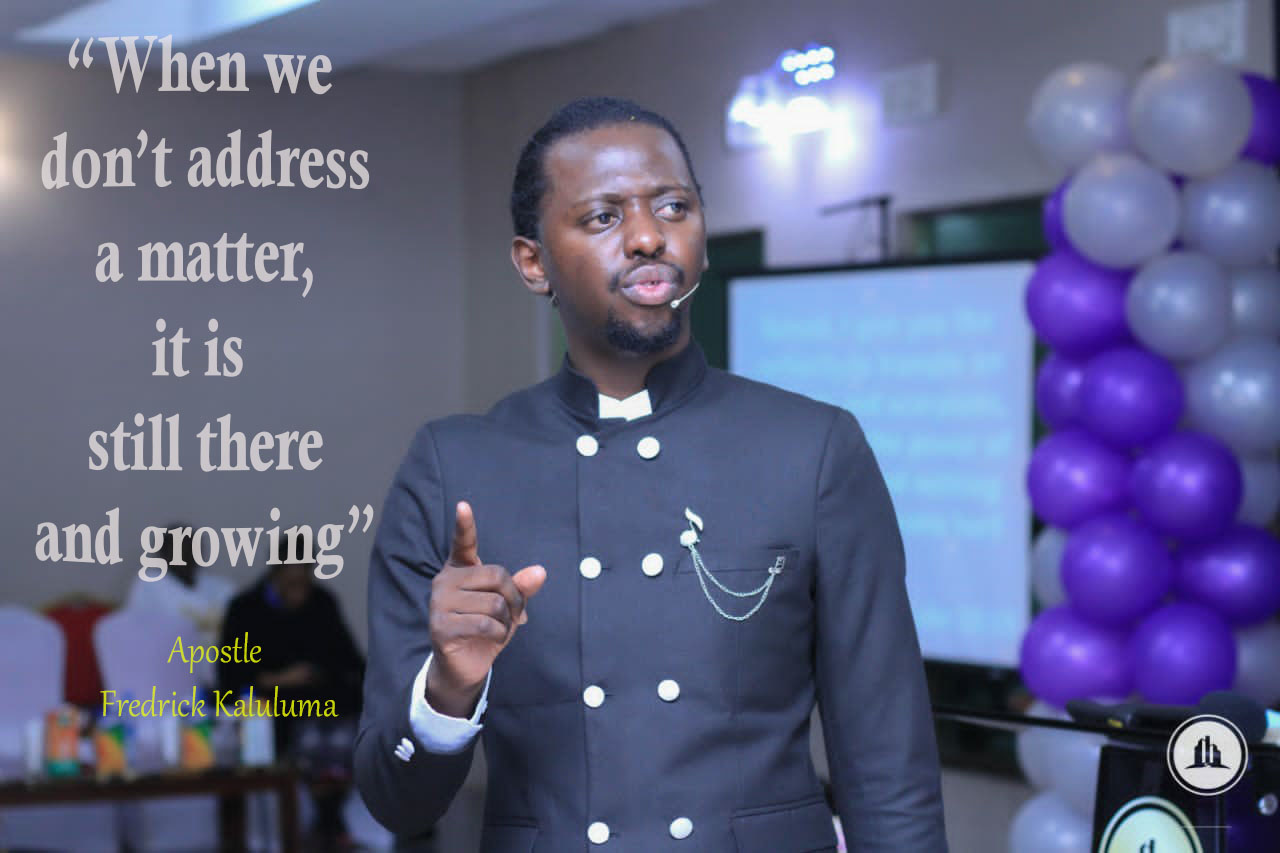 “When we
don’t address
a matter,
it is
still there
and growing”
Apostle
Fredrick Kaluluma